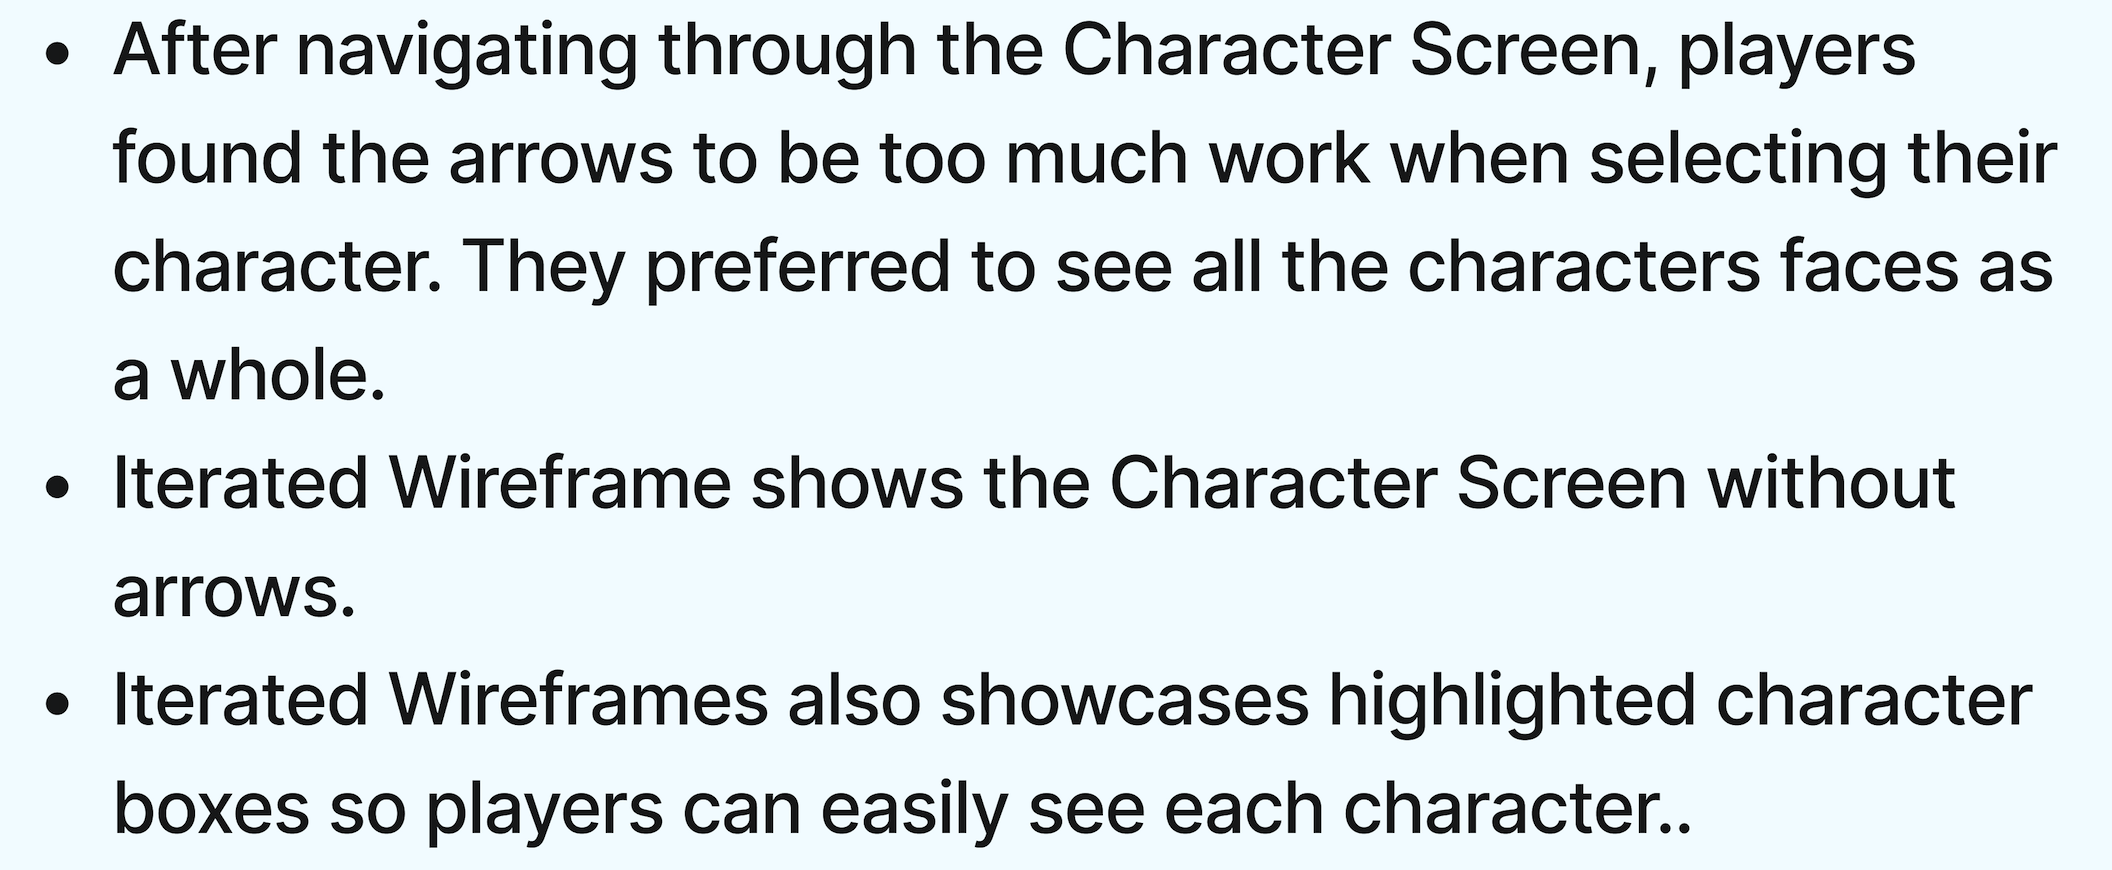 • After navigating through the Character Screen, players
found the arrows to be too much work when selecting their
character. They preferred to see all the characters faces as
a whole.
• Iterated Wireframe shows the Character Screen without
arrows.
• Iterated Wireframes also showcases highlighted character
boxes so players can easily see each character..